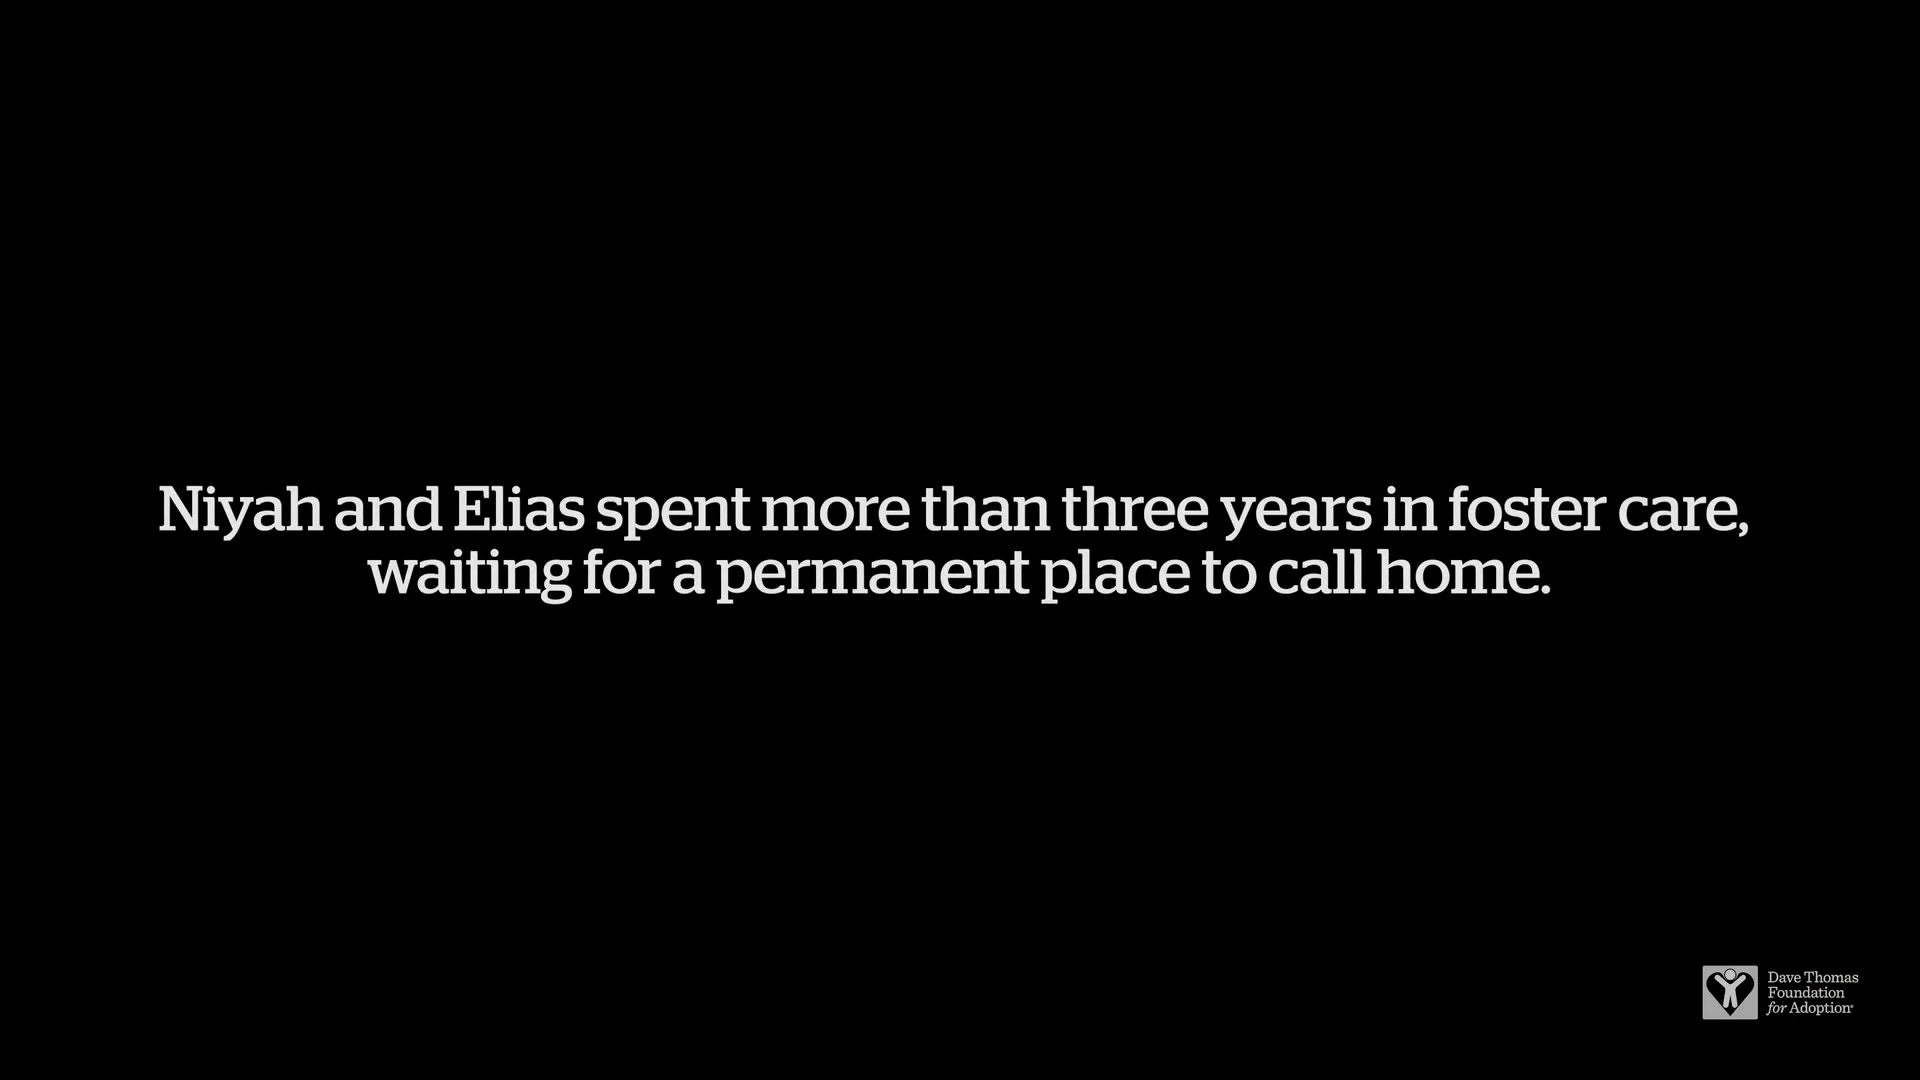 Niyah and Elias spent more than three years in foster care,
waiting for a permanent place to call home.
Dave Thomas
Foundation
for Adoption®